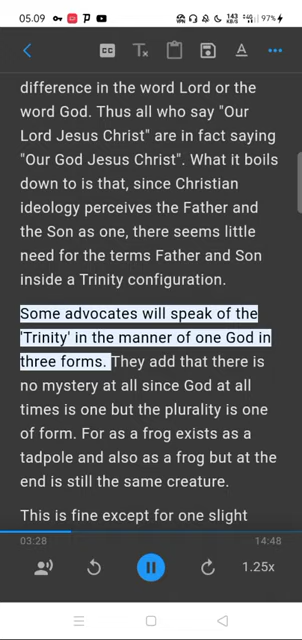 05.09
143
KB/s
97%
CC
difference in the word Lord or the
word God. Thus all who say "Our
Lord Jesus Christ" are in fact saying
"Our God Jesus Christ". What it boils
down to is that, since Christian
ideology perceives the Father and
the Son as one, there seems little
need for the terms Father and Son
inside a Trinity configuration.
Some advocates will speak of the
'Trinity' in the manner of one God in
three forms. They add that there is
no mystery at all since God at all
times is one but the plurality is one
of form. For as a frog exists as a
tadpole and also as a frog but at the
end is still the same creature.
This is fine except for one slight
03:28
14:48
1.25x